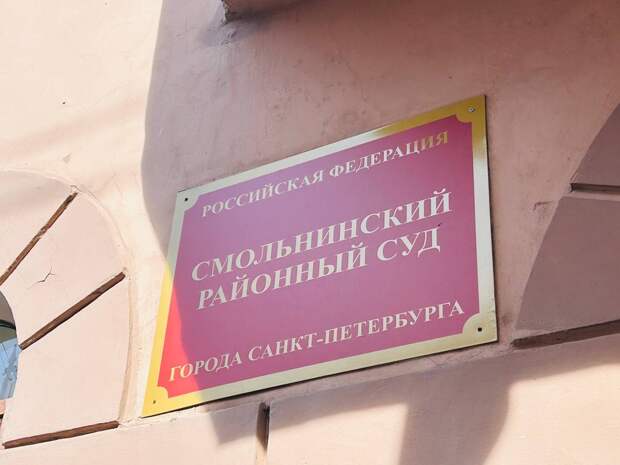 РОССИЙСКАЯ ФЕДЕРАЦИЯ
СМОЛЬНИНСКИЙ
РАЙОННЫЙ СУД
ГОРОДА САНКТ-ПЕТЕРБУРГА